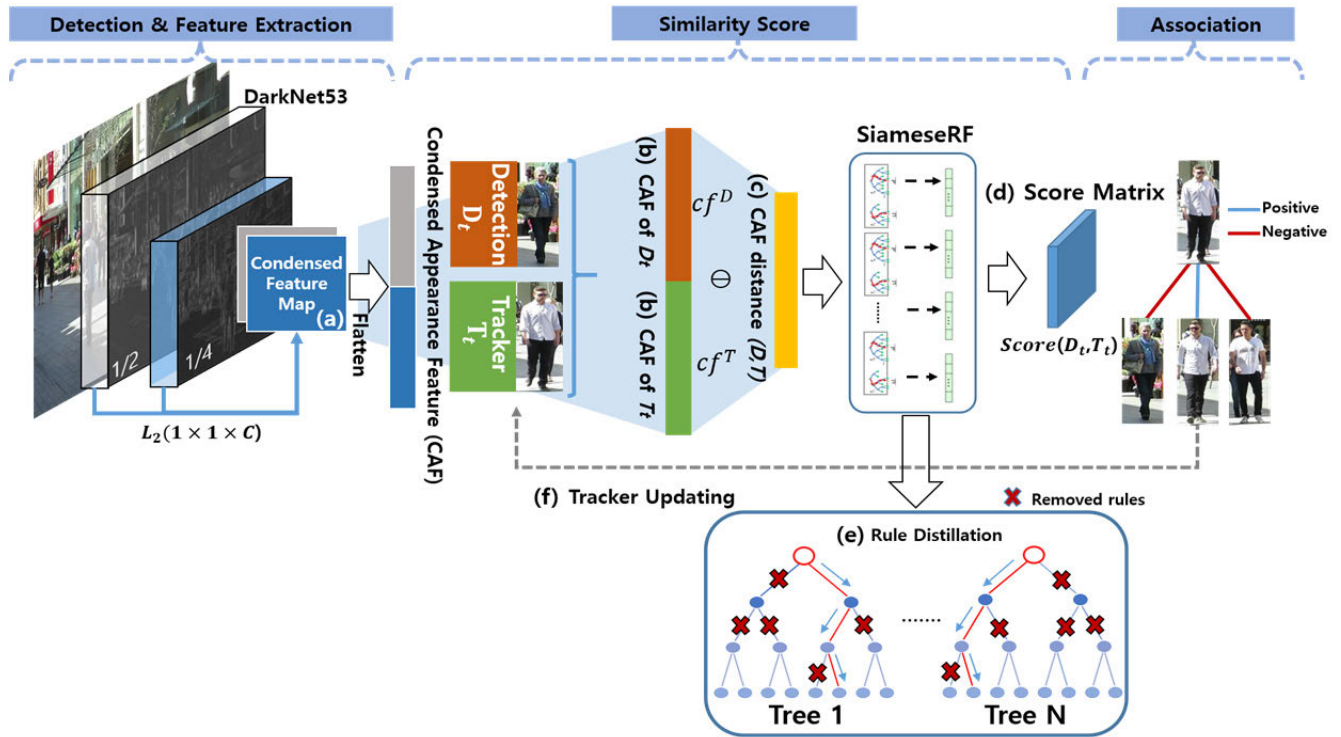 Detection & Feature Extraction
Similarity Score
Association
DarkNet53
1/2
1/4
Condensed
Feature
Map
(a)
L₂(1 × 1 × C)
Flatten
Condensed Appearance Feature (CAF)
Detection
Dₜ
Tracker
Tₜ
(b) CAF of Dt
(b) CAF of Tt
cf^D
⊖
cf^T
(c) CAF distance (D,T)
SiameseRF
(d) Score Matrix
Score(Dₜ,Tₜ)
Positive
Negative
(f) Tracker Updating
Removed rules
(e) Rule Distillation
Tree 1
.......
Tree N